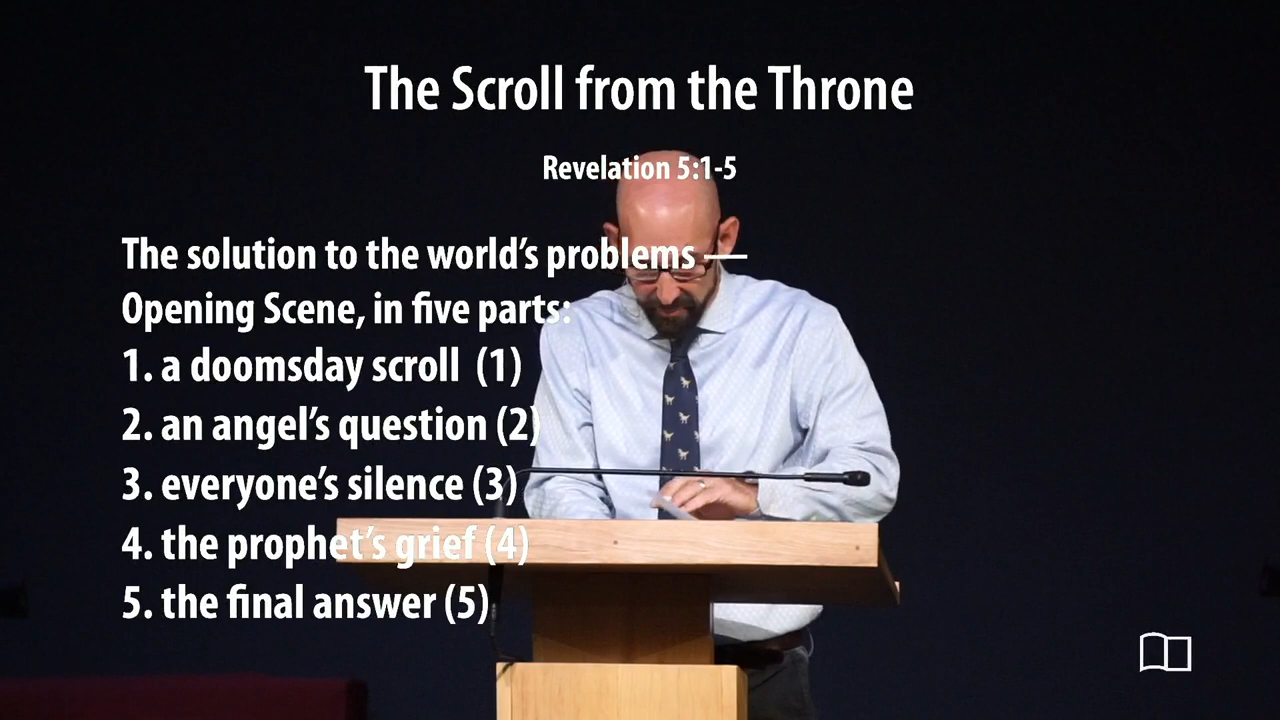 The Scroll from the Throne
Revelation 5:1-5
The solution to the world’s problems —
Opening Scene, in five parts:
1. a doomsday scroll  (1)
2. an angel’s question (2)
3. everyone’s silence (3)
4. the prophet’s grief (4)
5. the final answer (5)